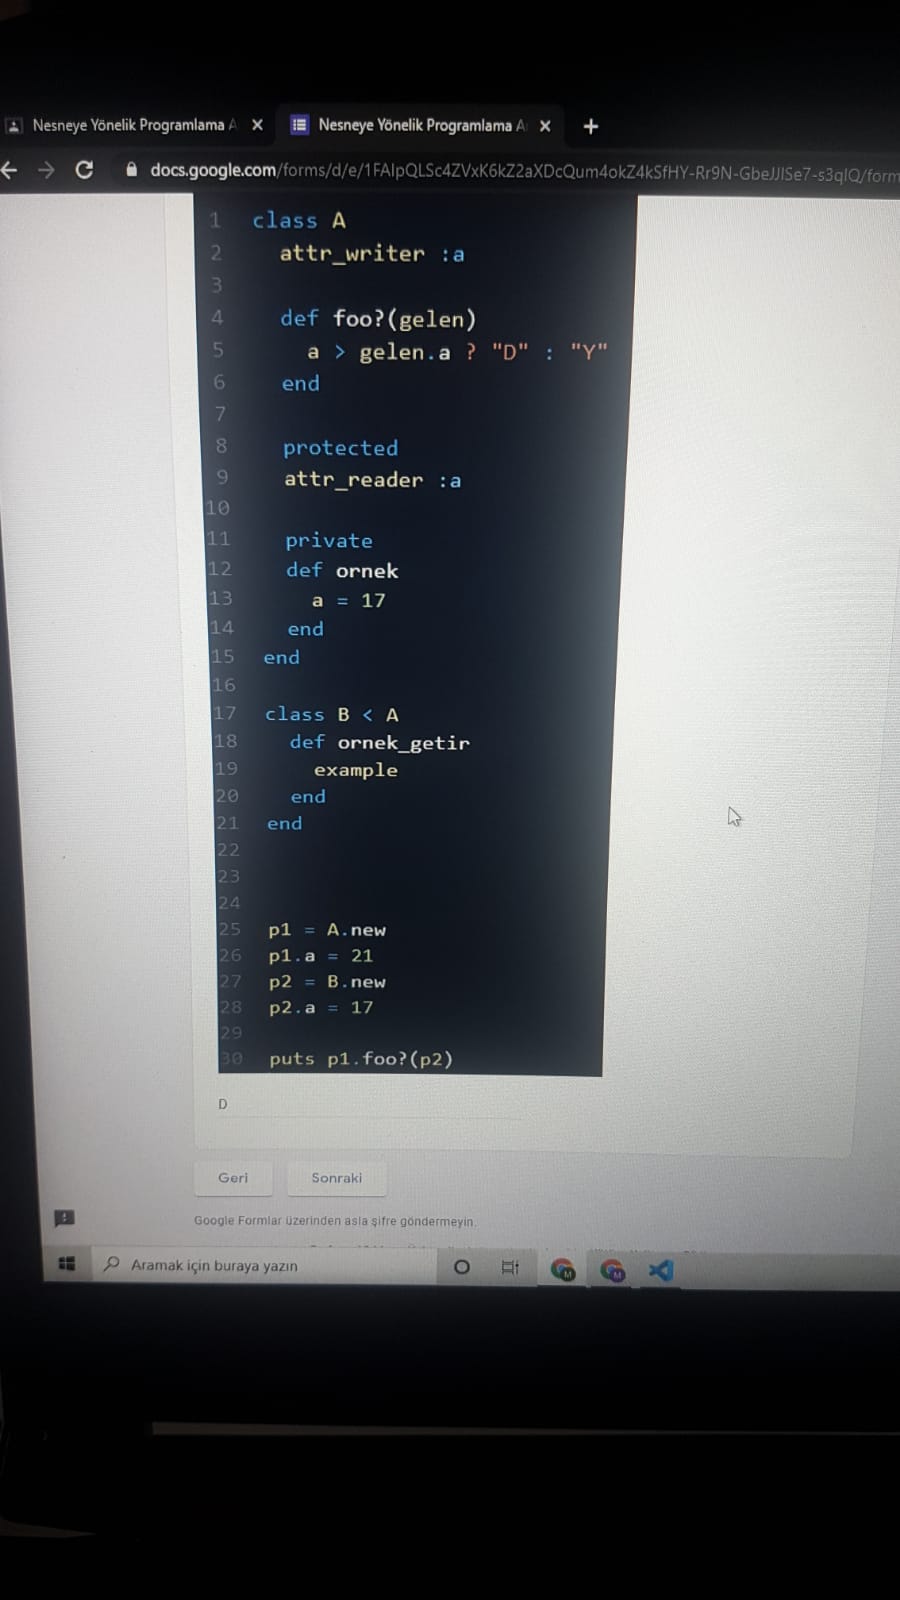 Nesneye Yönelik Programlama A ✕ Nesneye Yönelik Programlama A ✕ +
docs.google.com/forms/d/e/1FAIpQLSc4ZVxK6kZ2aXDcQum4okZ4kSfHY-Rr9N-GbeJJISe7-s3qlQ/form
1 class A
2 attr_writer :a
3
4 def foo?(gelen)
5 a > gelen.a ? "D" : "Y"
6 end
7
8 protected
9 attr_reader :a
10
11 private
12 def ornek
13 a = 17
14 end
15 end
16
17 class B < A
18 def ornek_getir
19 example
20 end
21 end
22
23
24
25 p1 = A.new
26 p1.a = 21
27 p2 = B.new
28 p2.a = 17
29
30 puts p1.foo?(p2)
D
Geri Sonraki
Google Formlar üzerinden asla şifre göndermeyin.
Aramak için buraya yazın